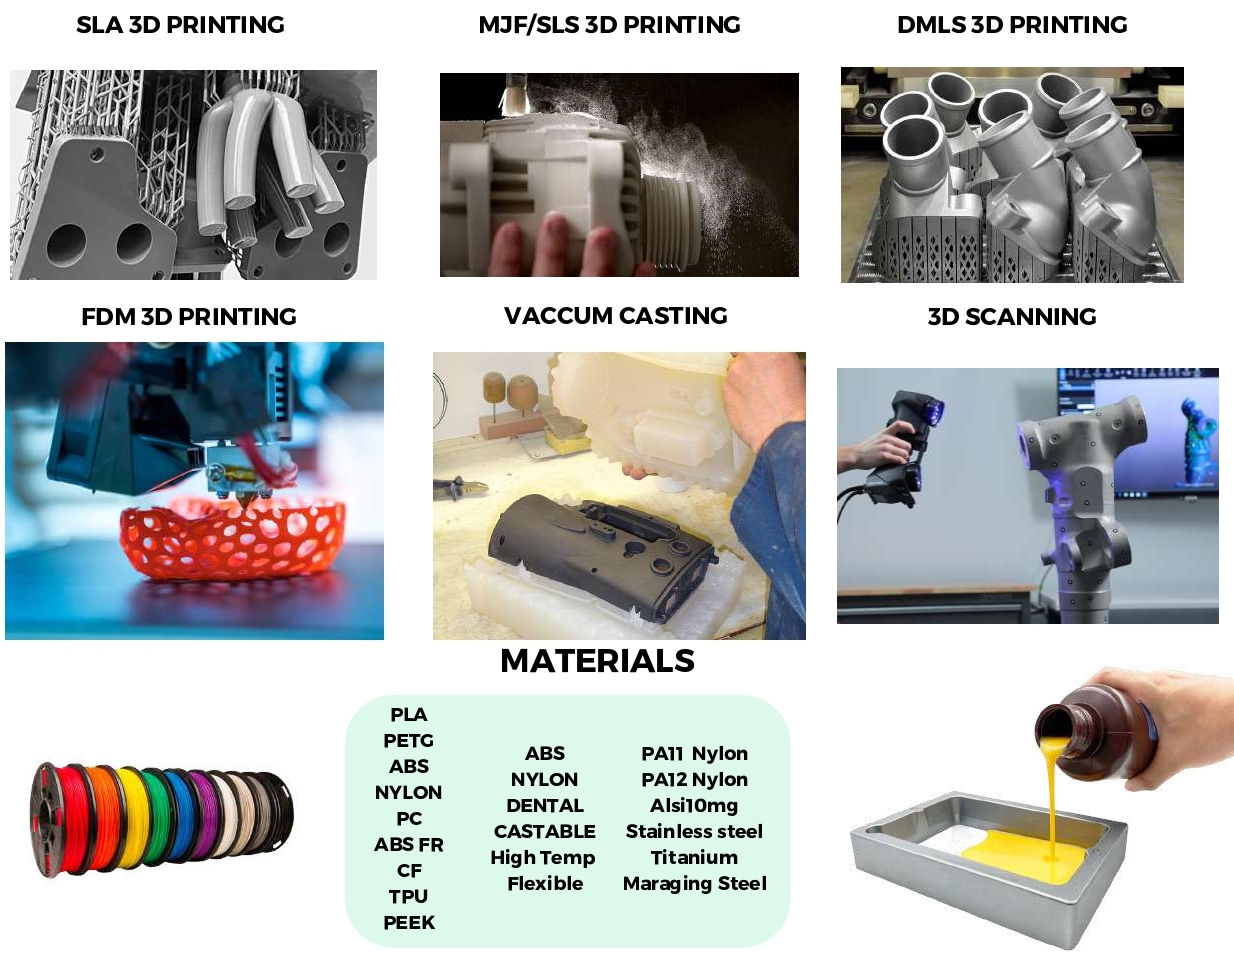 SLA 3D PRINTING
MJF/SLS 3D PRINTING
DMLS 3D PRINTING
FDM 3D PRINTING
VACCUM CASTING
3D SCANNING
MATERIALS
PLA
PETG
ABS
NYLON
PC
ABS FR
CF
TPU
PEEK
ABS
NYLON
DENTAL
CASTABLE
High Temp
Flexible
PA11 Nylon
PA12 Nylon
Alsi10mg
Stainless steel
Titanium
Maraging Steel